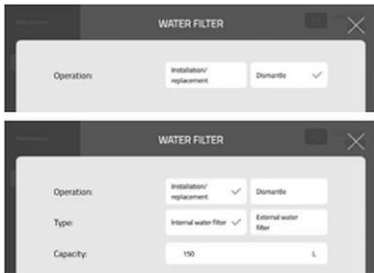 WATER FILTER
Operation:
Installation/
replacement
Dismantle
WATER FILTER
Operation:
Installation/
replacement
Dismantle
Type:
Internal water filter
External water
filter
Capacity:
150
L